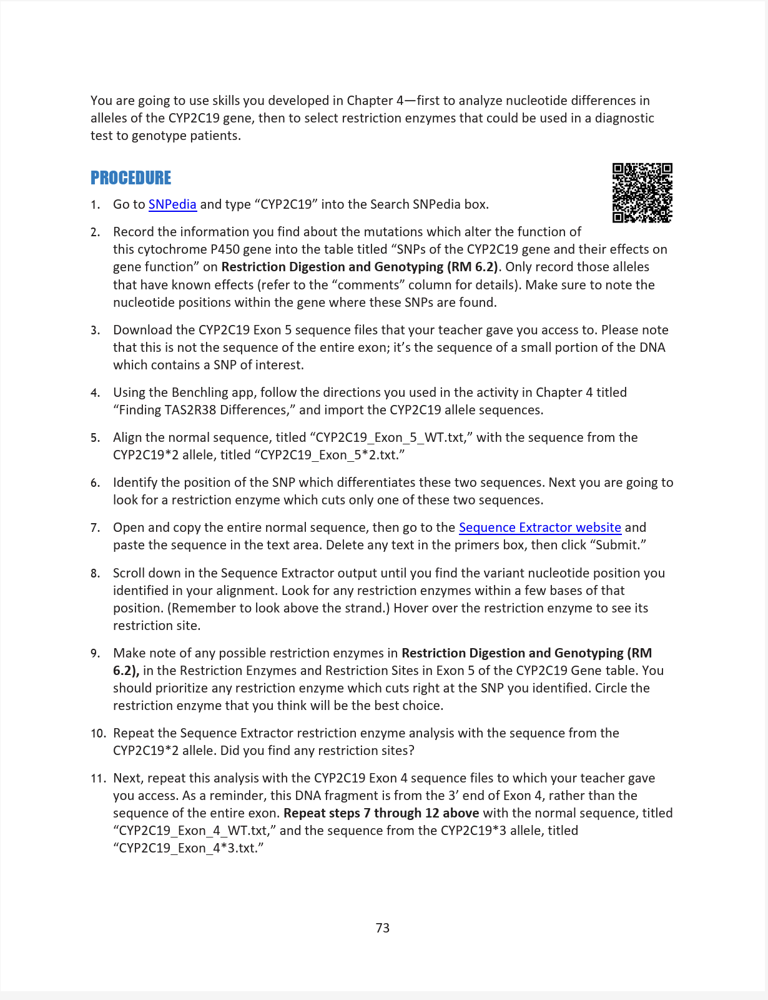 You are going to use skills you developed in Chapter 4—first to analyze nucleotide differences in
alleles of the CYP2C19 gene, then to select restriction enzymes that could be used in a diagnostic
test to genotype patients.
PROCEDURE
1. Go to SNPedia and type “CYP2C19” into the Search SNPedia box.
2. Record the information you find about the mutations which alter the function of
this cytochrome P450 gene into the table titled “SNPs of the CYP2C19 gene and their effects on
gene function” on Restriction Digestion and Genotyping (RM 6.2). Only record those alleles
that have known effects (refer to the “comments” column for details). Make sure to note the
nucleotide positions within the gene where these SNPs are found.
3. Download the CYP2C19 Exon 5 sequence files that your teacher gave you access to. Please note
that this is not the sequence of the entire exon; it’s the sequence of a small portion of the DNA
which contains a SNP of interest.
4. Using the Benchling app, follow the directions you used in the activity in Chapter 4 titled
“Finding TAS2R38 Differences,” and import the CYP2C19 allele sequences.
5. Align the normal sequence, titled “CYP2C19_Exon_5_WT.txt,” with the sequence from the
CYP2C19*2 allele, titled “CYP2C19_Exon_5*2.txt.”
6. Identify the position of the SNP which differentiates these two sequences. Next you are going to
look for a restriction enzyme which cuts only one of these two sequences.
7. Open and copy the entire normal sequence, then go to the Sequence Extractor website and
paste the sequence in the text area. Delete any text in the primers box, then click “Submit.”
8. Scroll down in the Sequence Extractor output until you find the variant nucleotide position you
identified in your alignment. Look for any restriction enzymes within a few bases of that
position. (Remember to look above the strand.) Hover over the restriction enzyme to see its
restriction site.
9. Make note of any possible restriction enzymes in Restriction Digestion and Genotyping (RM
6.2), in the Restriction Enzymes and Restriction Sites in Exon 5 of the CYP2C19 Gene table. You
should prioritize any restriction enzyme which cuts right at the SNP you identified. Circle the
restriction enzyme that you think will be the best choice.
10. Repeat the Sequence Extractor restriction enzyme analysis with the sequence from the
CYP2C19*2 allele. Did you find any restriction sites?
11. Next, repeat this analysis with the CYP2C19 Exon 4 sequence files to which your teacher gave
you access. As a reminder, this DNA fragment is from the 3’ end of Exon 4, rather than the
sequence of the entire exon. Repeat steps 7 through 12 above with the normal sequence, titled
“CYP2C19_Exon_4_WT.txt,” and the sequence from the CYP2C19*3 allele, titled
“CYP2C19_Exon_4*3.txt.”
73